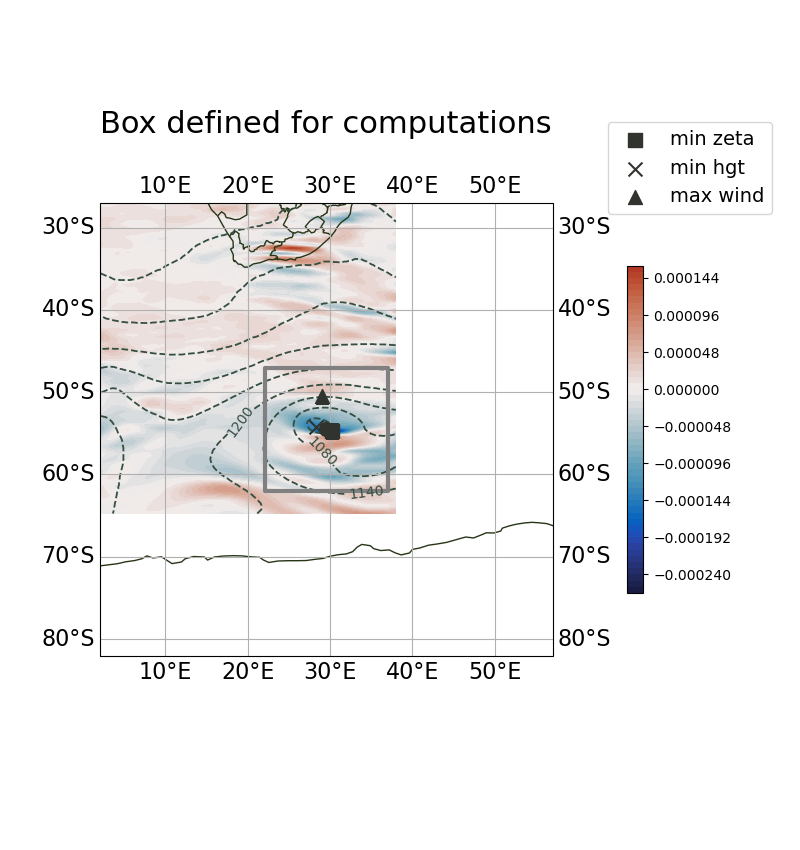 Box defined for computations
min zeta
min hgt
max wind
10°E 20°E 30°E 40°E 50°E
30°S 30°S
40°S 40°S
50°S 50°S
60°S 60°S
70°S 70°S
80°S 80°S
10°E 20°E 30°E 40°E 50°E
1200
1080
1140
0.000144
0.000096
0.000048
0.000000
−0.000048
−0.000096
−0.000144
−0.000192
−0.000240